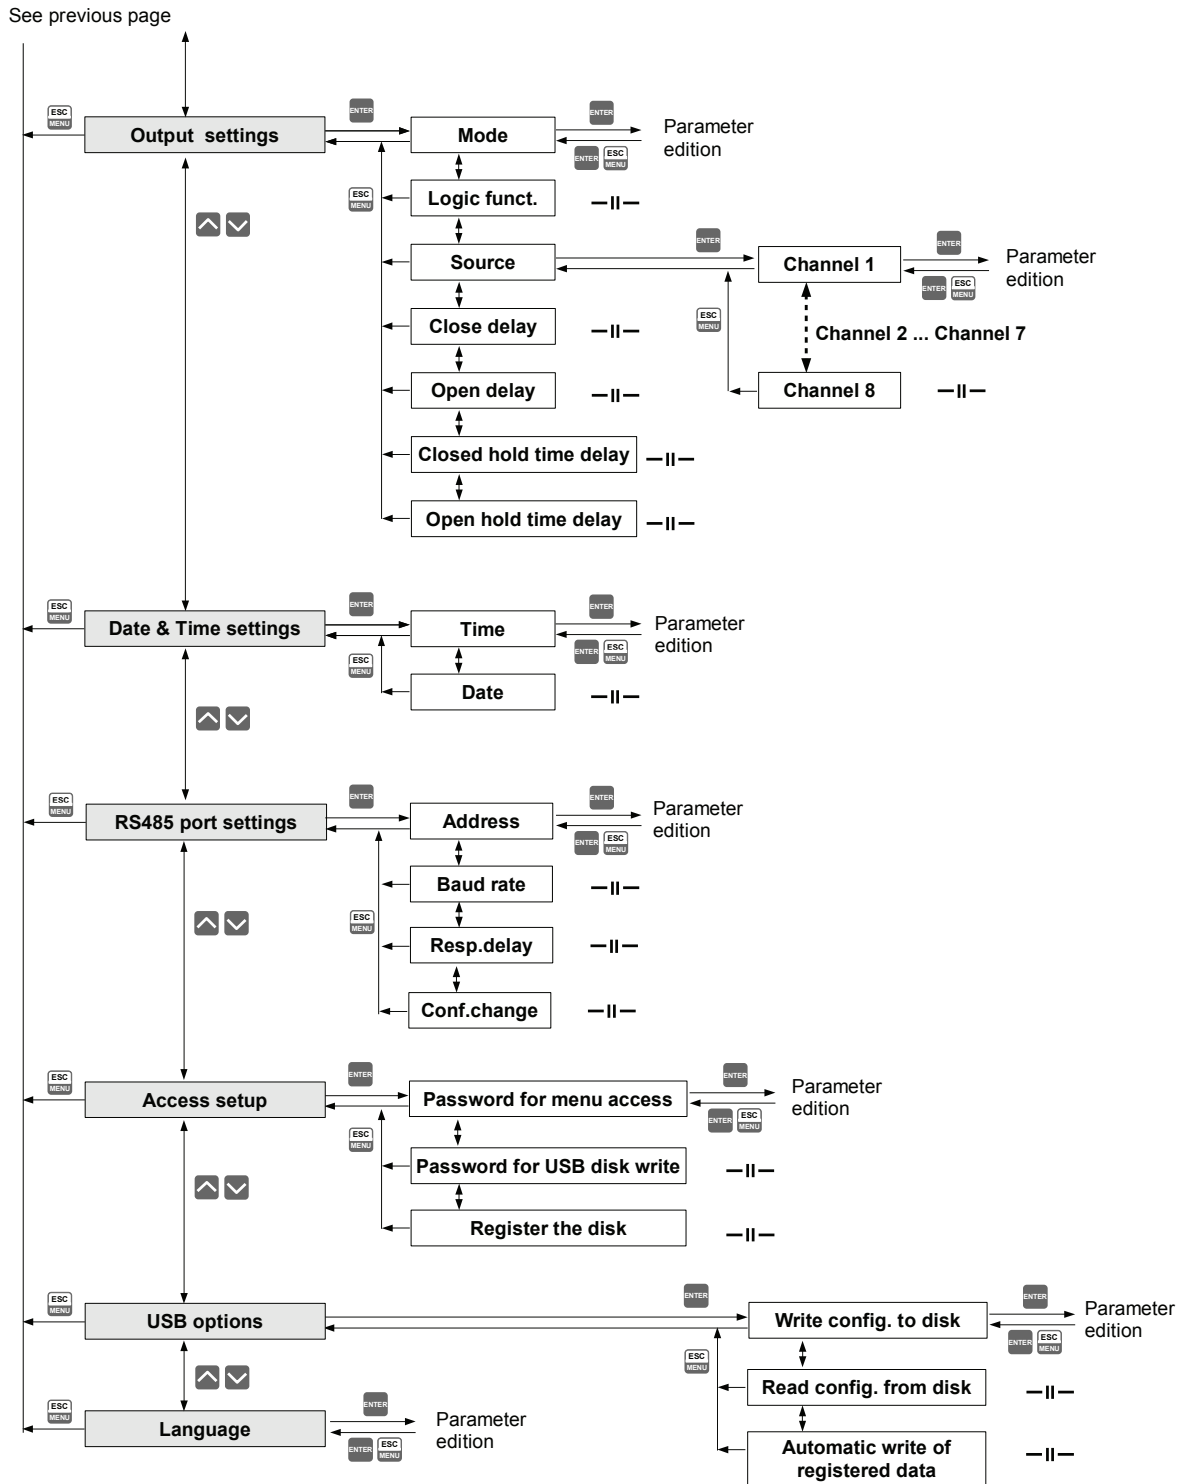 See previous page
ESC
MENU
Output settings
ENTER
Mode
ENTER
ENTER
ESC
MENU
Parameter
edition
ESC
MENU
Logic funct.
—II—
Source
ENTER
Channel 1
ENTER
ENTER
ESC
MENU
Parameter
edition
ESC
MENU
Close delay
—II—
Channel 2 ... Channel 7
Open delay
—II—
Channel 8
—II—
Closed hold time delay
—II—
Open hold time delay
—II—
ESC
MENU
Date & Time settings
ENTER
Time
ENTER
ENTER
ESC
MENU
Parameter
edition
ESC
MENU
Date
—II—
ESC
MENU
RS485 port settings
ENTER
Address
ENTER
ENTER
ESC
MENU
Parameter
edition
Baud rate
—II—
ESC
MENU
Resp.delay
—II—
Conf.change
—II—
ESC
MENU
Access setup
ENTER
Password for menu access
ENTER
ENTER
ESC
MENU
Parameter
edition
ESC
MENU
Password for USB disk write
—II—
Register the disk
—II—
ESC
MENU
USB options
ENTER
Write config. to disk
ENTER
ENTER
ESC
MENU
Parameter
edition
ESC
MENU
Read config. from disk
—II—
ESC
MENU
Language
ENTER
ENTER
ESC
MENU
Parameter
edition
Automatic write of
registered data
—II—